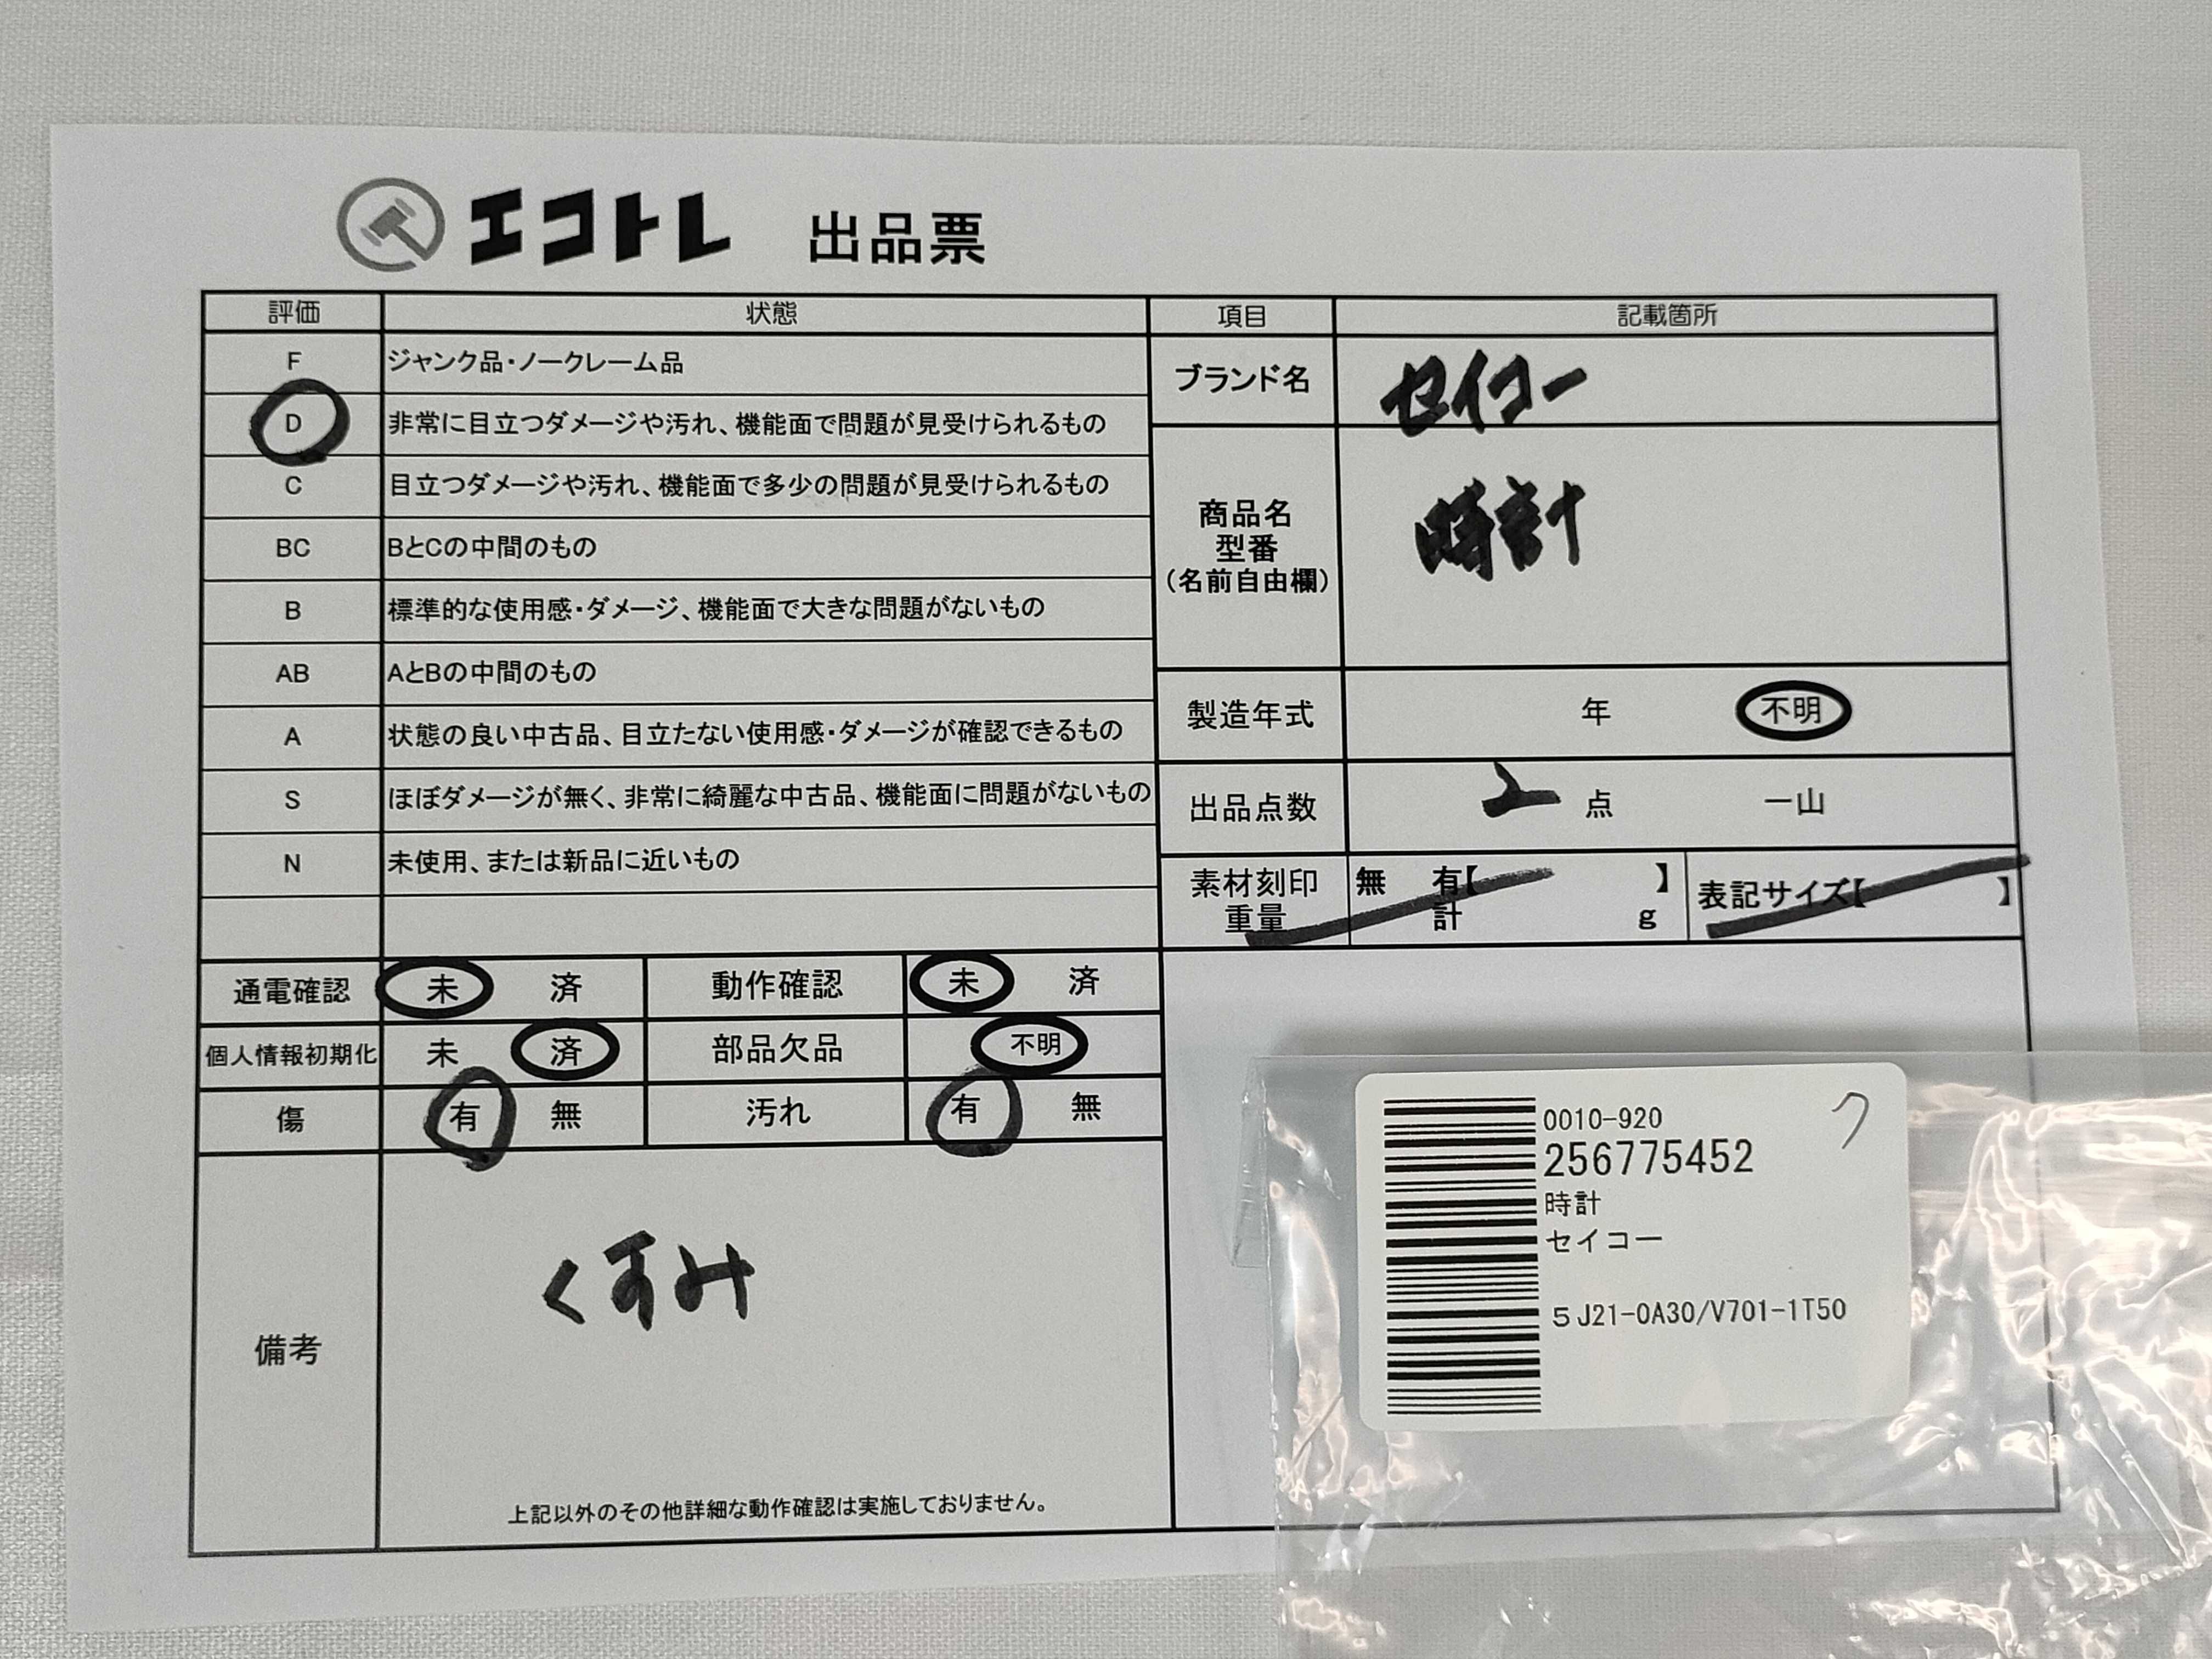 エコトレ 出品票
評価 状態
F ジャンク品・ノークレーム品
D 非常に目立つダメージや汚れ、機能面で問題が見受けられるもの
C 目立つダメージや汚れ、機能面で多少の問題が見受けられるもの
BC BとCの中間のもの
B 標準的な使用感・ダメージ、機能面で大きな問題がないもの
AB AとBの中間のもの
A 状態の良い中古品、目立たない使用感・ダメージが確認できるもの
S ほぼダメージが無く、非常に綺麗な中古品、機能面に問題がないもの
N 未使用、または新品に近いもの
通電確認 未 済 動作確認 未 済
個人情報初期化 未 済 部品欠品 不明
傷 有 無 汚れ 有 無
備考 くすみ
上記以外のその他詳細な動作確認は実施しておりません。
項目 記載箇所
ブランド名 セイコー
商品名
型番
(名前自由欄)
時計
製造年式 年 不明
出品点数 2 点 一山
素材刻印 無 有【 】 表記サイズ【 】
重量 計 g
0010-920 ク
256775452
時計
セイコー
5J21-0A30/V701-1T50